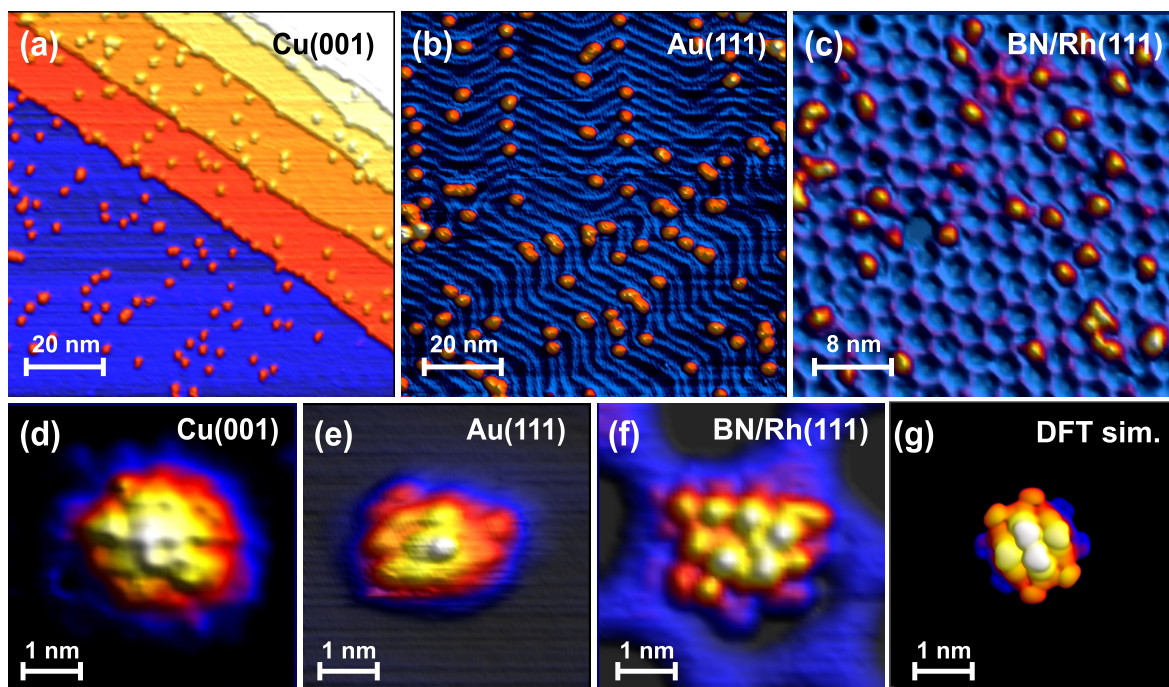 (a) Cu(001)
20 nm
(b) Au(111)
20 nm
(c) BN/Rh(111)
8 nm
(d) Cu(001)
1 nm
(e) Au(111)
1 nm
(f) BN/Rh(111)
1 nm
(g) DFT sim.
1 nm